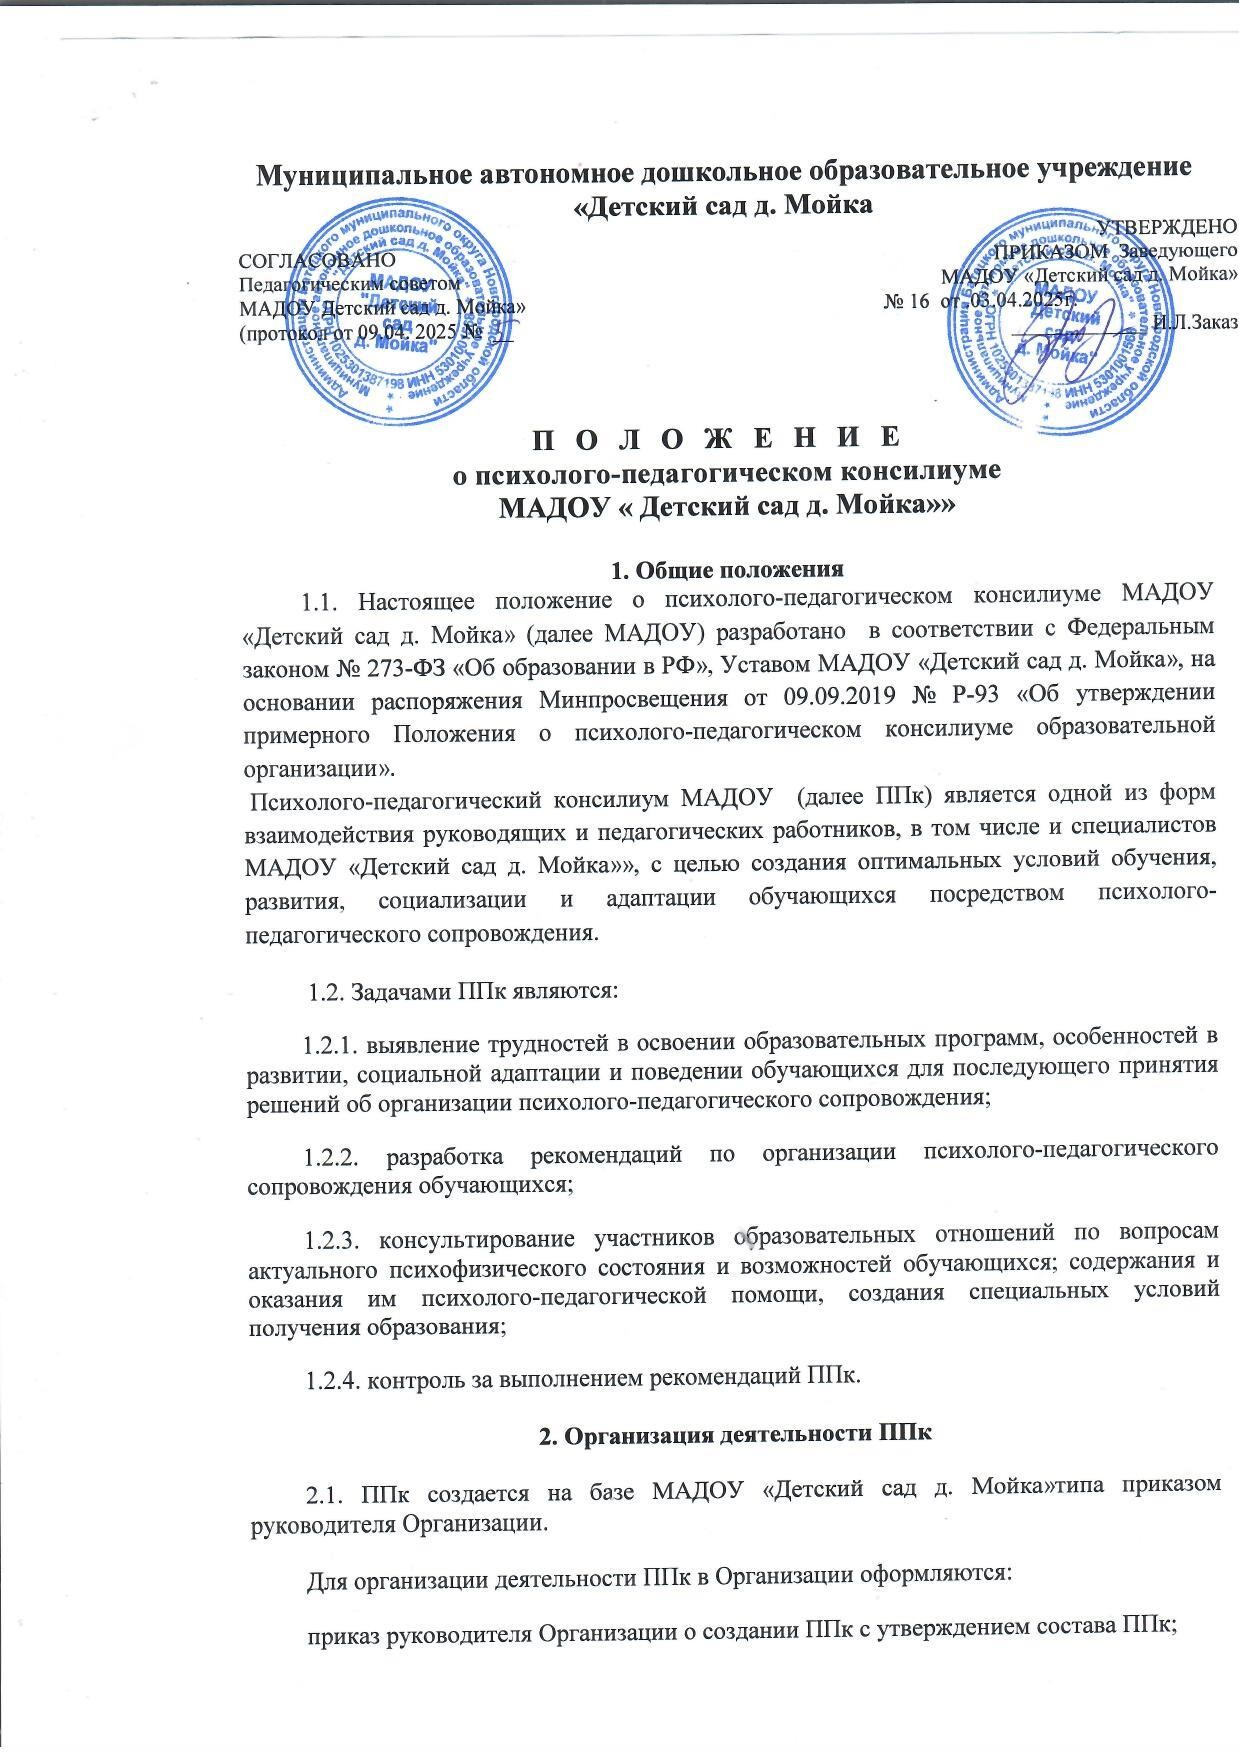 Муниципальное автономное дошкольное образовательное учреждение
«Детский сад д. Мойка
СОГЛАСОВАНО
Педагогическим советом
МАДОУ Детский сад д. Мойка»
(протокол от 09.04. 2025 №
УТВЕРЖДЕНО
ПРИКАЗОМ Заведующего
МАДОУ «Детский сад д. Мойка»
№ 16 от 03.04.2025г.
И.Л.Заказ
МАДОУ
"Детский
сад
д. Мойка"
МАДОУ
"Детский
сад
д. Мойка"
П О Л О Ж Е Н И Е
о психолого-педагогическом консилиуме
МАДОУ « Детский сад д. Мойка»»
1. Общие положения
1.1. Настоящее положение о психолого-педагогическом консилиуме МАДОУ
«Детский сад д. Мойка» (далее МАДОУ) разработано в соответствии с Федеральным
законом № 273-ФЗ «Об образовании в РФ», Уставом МАДОУ «Детский сад д. Мойка», на
основании распоряжения Минпросвещения от 09.09.2019 № Р-93 «Об утверждении
примерного Положения о психолого-педагогическом консилиуме образовательной
организации».
Психолого-педагогический консилиум МАДОУ (далее ППк) является одной из форм
взаимодействия руководящих и педагогических работников, в том числе и специалистов
МАДОУ «Детский сад д. Мойка»», с целью создания оптимальных условий обучения,
развития, социализации и адаптации обучающихся посредством психолого-
педагогического сопровождения.
1.2. Задачами ППк являются:
1.2.1. выявление трудностей в освоении образовательных программ, особенностей в
развитии, социальной адаптации и поведении обучающихся для последующего принятия
решений об организации психолого-педагогического сопровождения;
1.2.2. разработка рекомендаций по организации психолого-педагогического
сопровождения обучающихся;
1.2.3. консультирование участников образовательных отношений по вопросам
актуального психофизического состояния и возможностей обучающихся; содержания и
оказания им психолого-педагогической помощи, создания специальных условий
получения образования;
1.2.4. контроль за выполнением рекомендаций ППк.
2. Организация деятельности ППк
2.1. ППк создается на базе МАДОУ «Детский сад д. Мойка»типа приказом
руководителя Организации.
Для организации деятельности ППк в Организации оформляются:
приказ руководителя Организации о создании ППк с утверждением состава ППк;